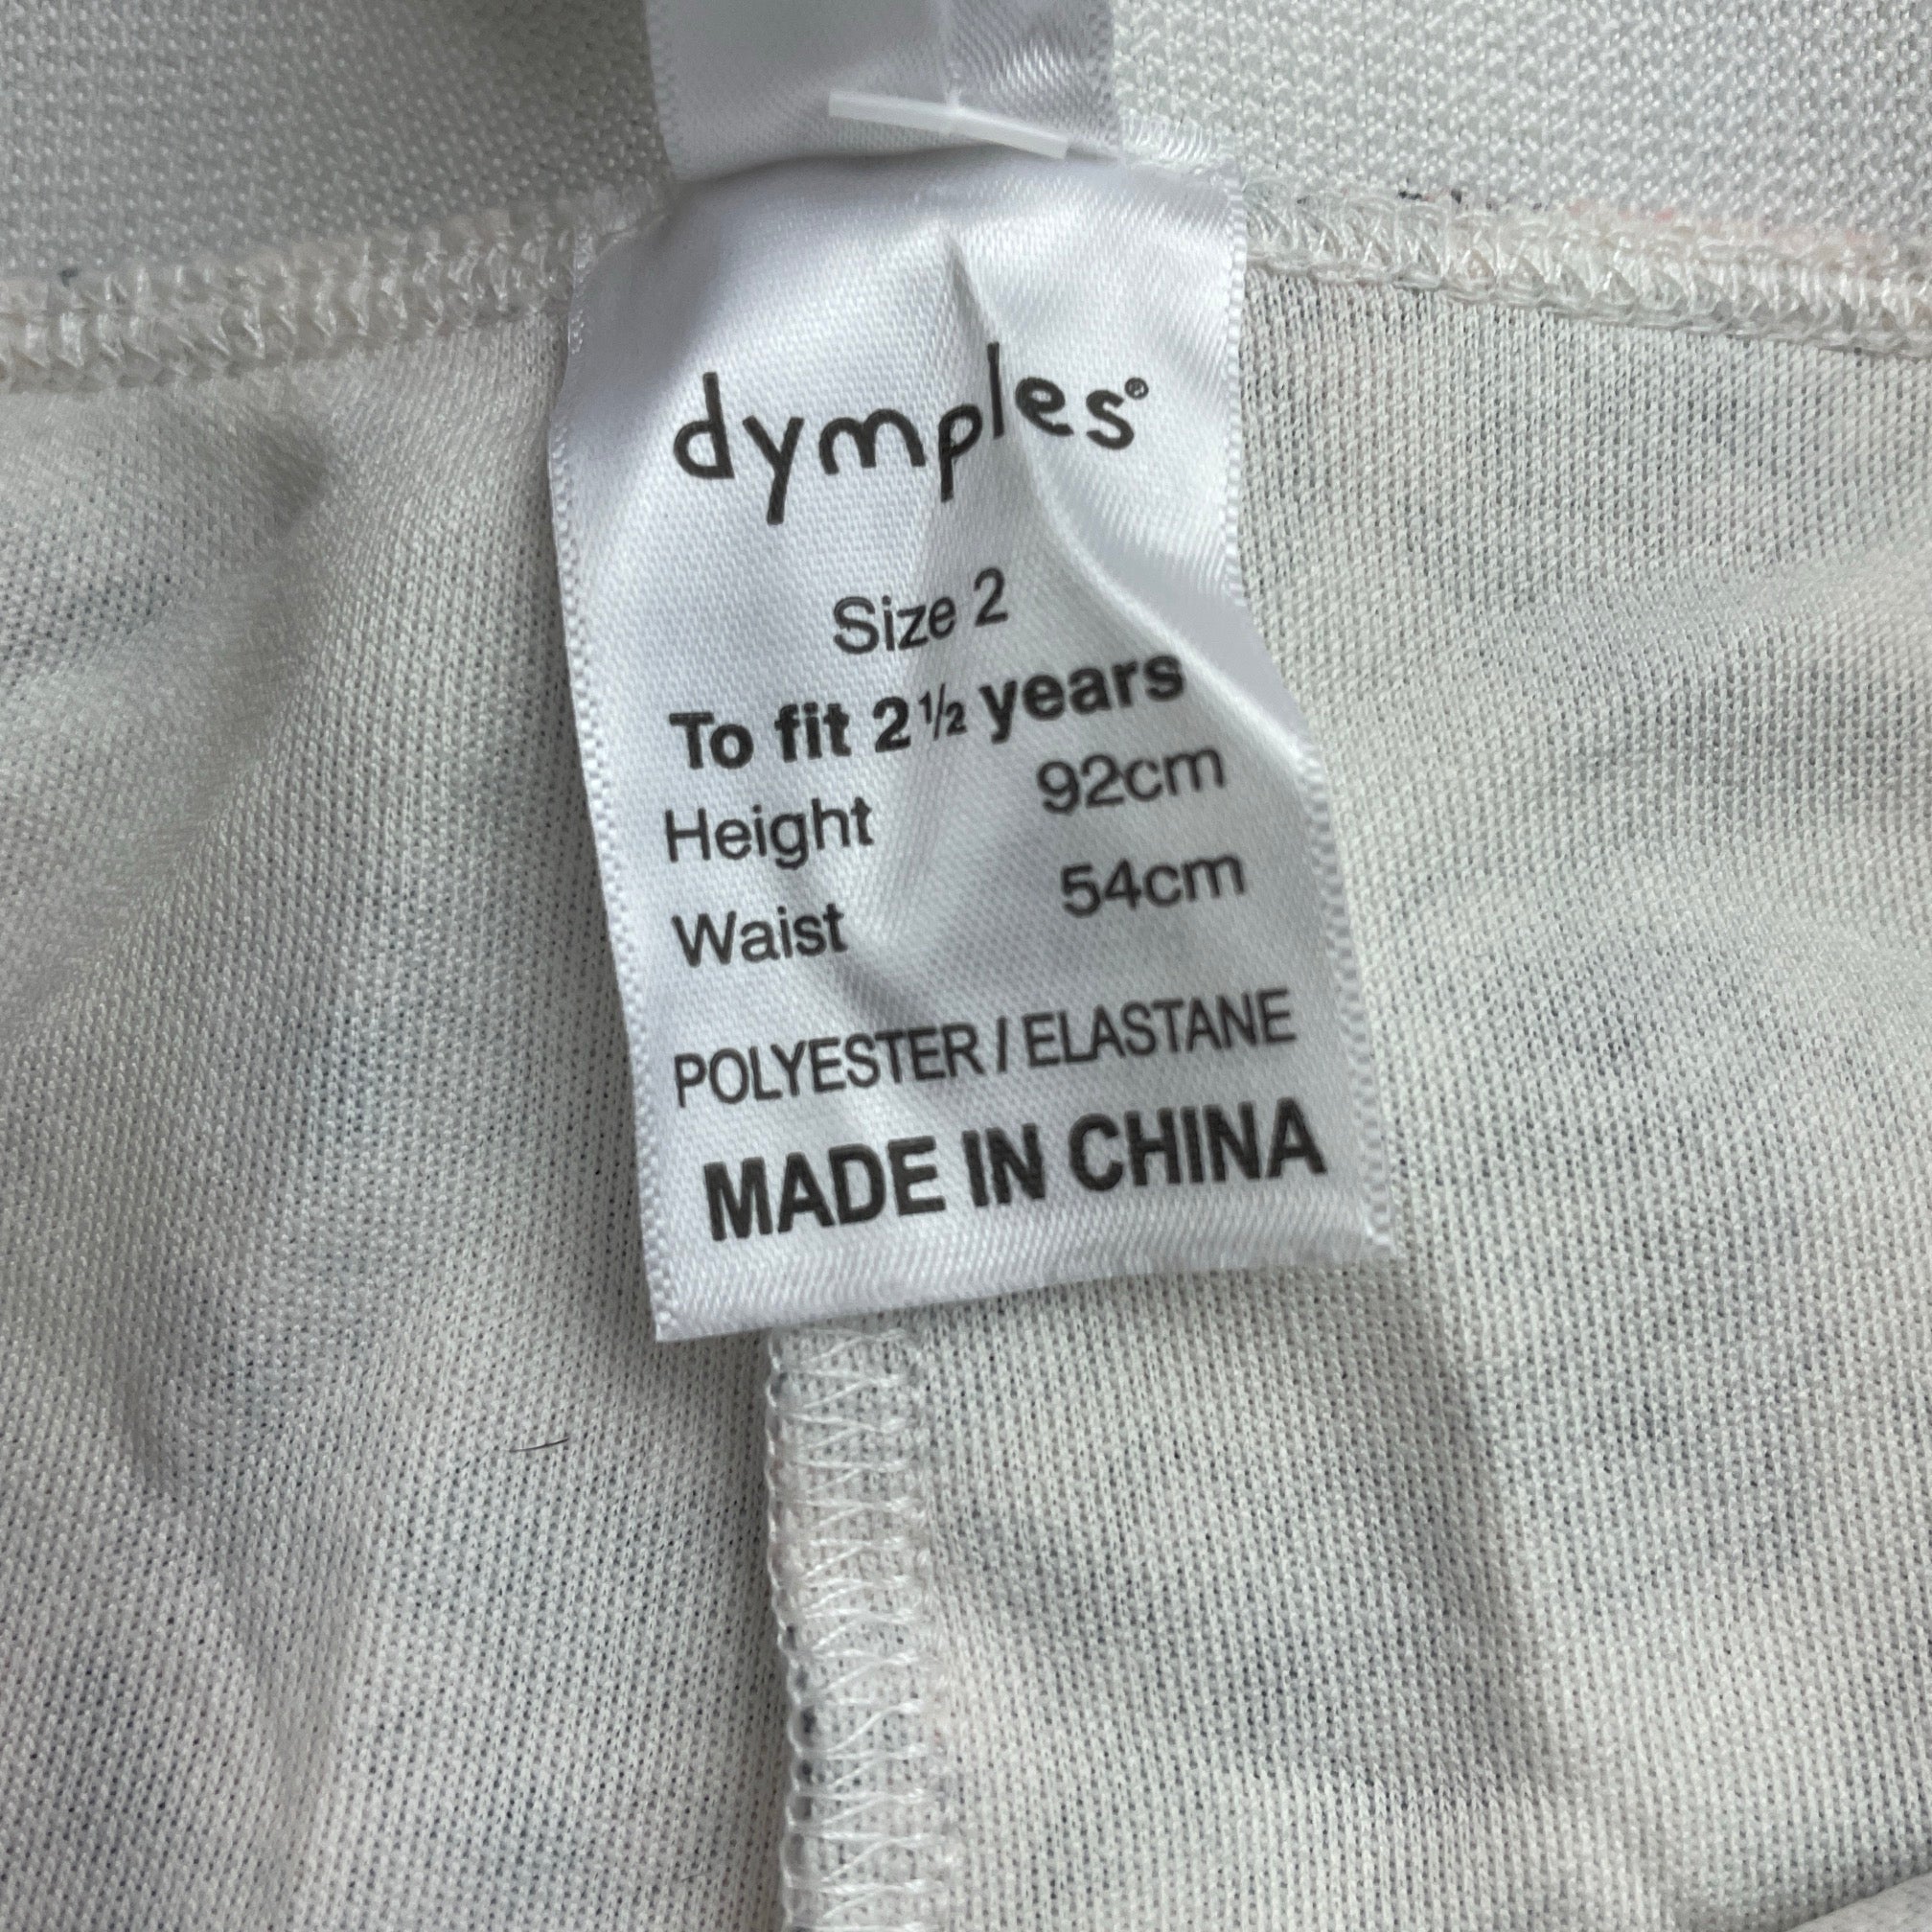 dymples®
Size 2
To fit 2 ½ years
Height 92cm
Waist 54cm
POLYESTER / ELASTANE
MADE IN CHINA